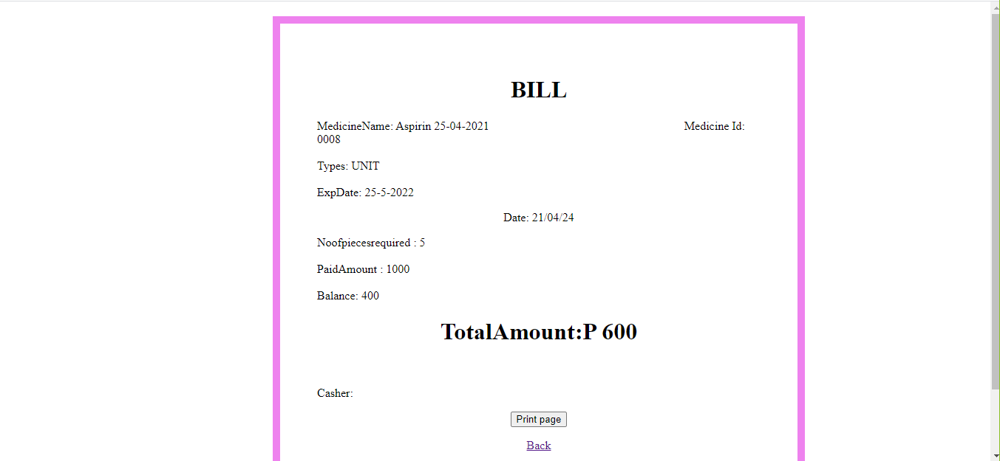 BILL
MedicineName: Aspirin 25-04-2021 Medicine Id:
0008
Types: UNIT
ExpDate: 25-5-2022
Date: 21/04/24
Noofpiecesrequired : 5
PaidAmount : 1000
Balance: 400
TotalAmount:P 600
Casher:
Print page
Back